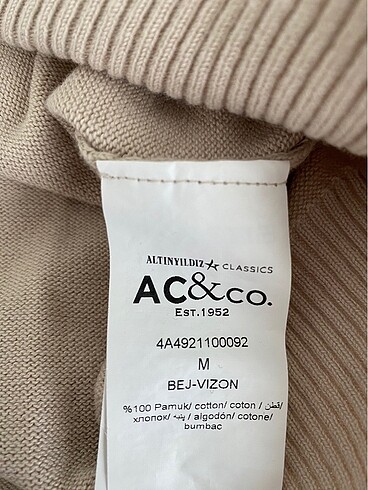 ALTINYILDIZ CLASSICS
AC&CO.
EST.1952
4A4921100092
M
BEJ-VIZON
%100 Pamuk/ cotton/ coton / قطن/
хлопок/ پنبه / algodón/ cotone/
bumbac